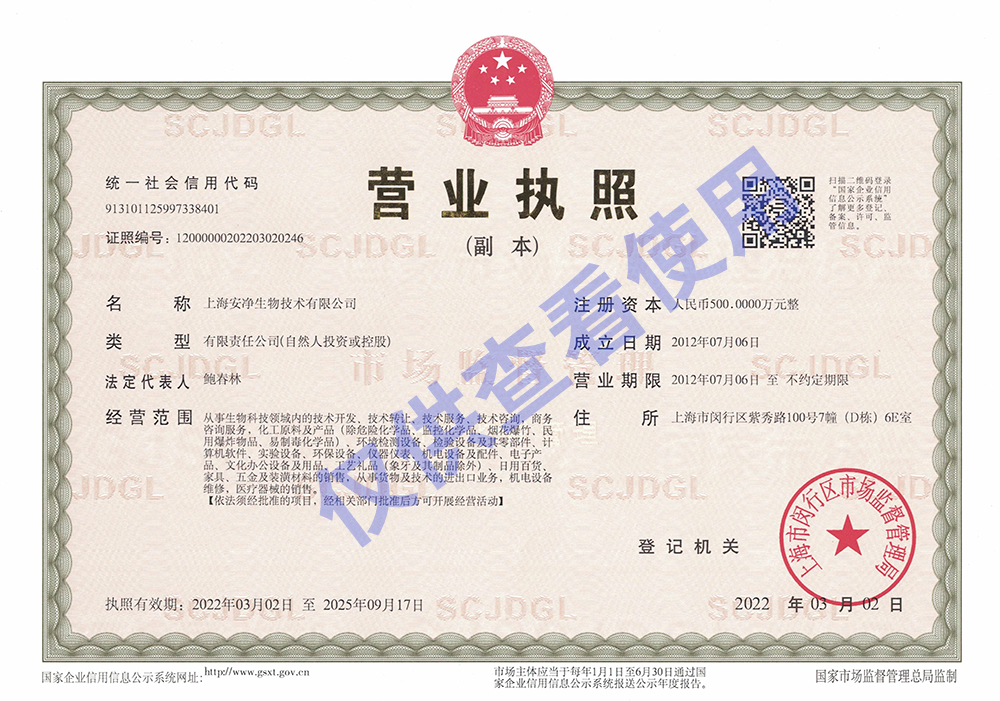 SCJDGL
SCJDGL
SCJDGL
统一社会信用代码
913101125997338401
证照编号：12000000202203020246
营业执照
（副 本）
扫描二维码登录
“国家企业信用
信息公示系统”
了解更多登记、
备案、许可、监
管信息。
名 称 上海安净生物技术有限公司
类 型 有限责任公司(自然人投资或控股)
法定代表人 鲍春林
经营范围 从事生物科技领域内的技术开发、技术转让、技术服务、技术咨询，商务
咨询服务，化工原料及产品（除危险化学品、监控化学品、烟花爆竹、民
用爆炸物品、易制毒化学品）、环境检测设备、检验设备及其零部件、计
算机软件、实验设备、环保设备、仪器仪表、机电设备及配件、电子产
品、文化办公设备及用品、工艺礼品（象牙及其制品除外）、日用百货、
家具、五金及装潢材料的销售，从事货物及技术的进出口业务，机电设备
维修，医疗器械的销售。
【依法须经批准的项目，经相关部门批准后方可开展经营活动】
注册资本 人民币500.0000万元整
成立日期 2012年07月06日
营业期限 2012年07月06日 至 不约定期限
住 所 上海市闵行区紫秀路100号7幢（D栋）6E室
市场监督管理
SCJDGL
SCJDGL
仅供查看使用
登记机关
上海市闵行区市场监督管理局
2022 年 03 月 02 日
执照有效期：2022年03月02日 至 2025年09月17日
SCJDGL
SCJDGL
SCJDGL
国家企业信用信息公示系统网址：http://www.gsxt.gov.cn
市场主体应当于每年1月1日至6月30日通过国
家企业信用信息公示系统报送公示年度报告。
国家市场监督管理总局监制